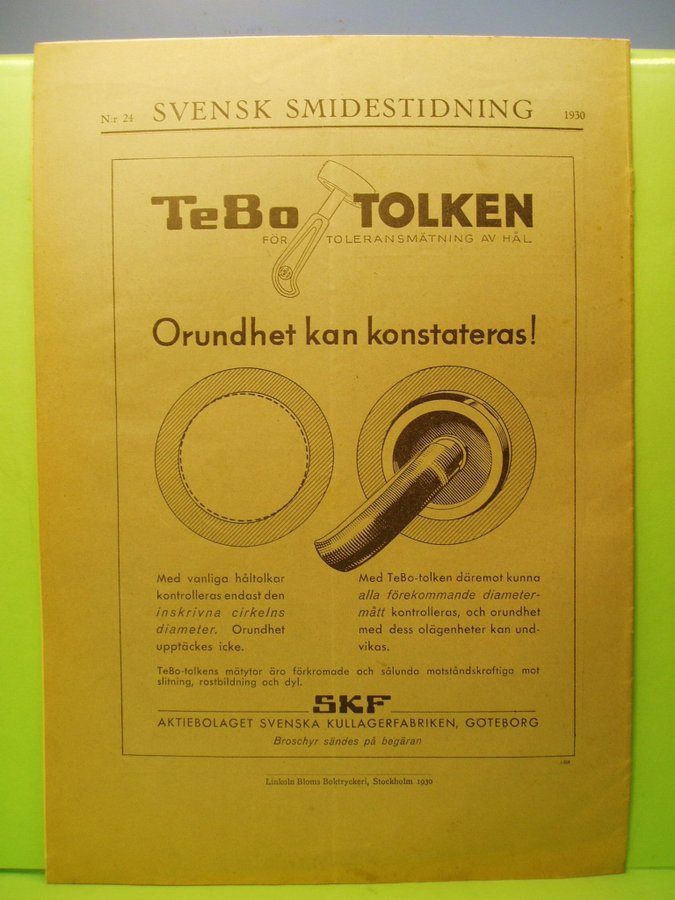 N:r 24 SVENSK SMIDESTIDNING 1930
TeBo TOLKEN
FÖR TOLERANSMÄTNING AV HÅL
Orundhet kan konstateras!
Med vanliga håltolkar
kontrolleras endast den
inskrivna cirkelns
diameter. Orundhet
upptäckes icke.
Med TeBo-tolken däremot kunna
alla förekommande diameter-
mått kontrolleras, och orundhet
med dess olägenheter kan und-
vikas.
TeBo-tolkens mätytor äro förkromade och sålunda motståndskraftiga mot
slitning, rostbildning och dyl.
SKF
AKTIEBOLAGET SVENSKA KULLAGERFABRIKEN, GÖTEBORG
Broschyr sändes på begäran
Linkoln Bloms Boktryckeri, Stockholm 1930